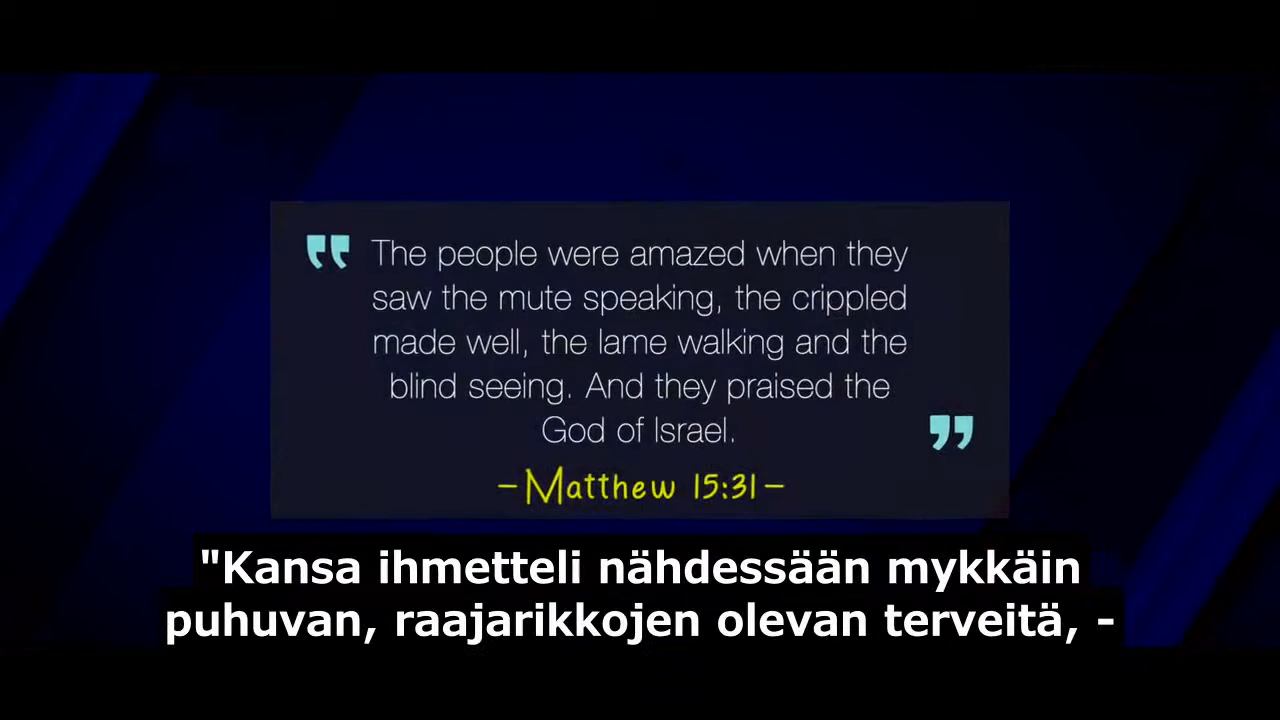 "The people were amazed when they
saw the mute speaking, the crippled
made well, the lame walking and the
blind seeing. And they praised the
God of Israel."
–Matthew 15:31–
"Kansa ihmetteli nähdessään mykkäin
puhuvan, raajarikkojen olevan terveitä, -